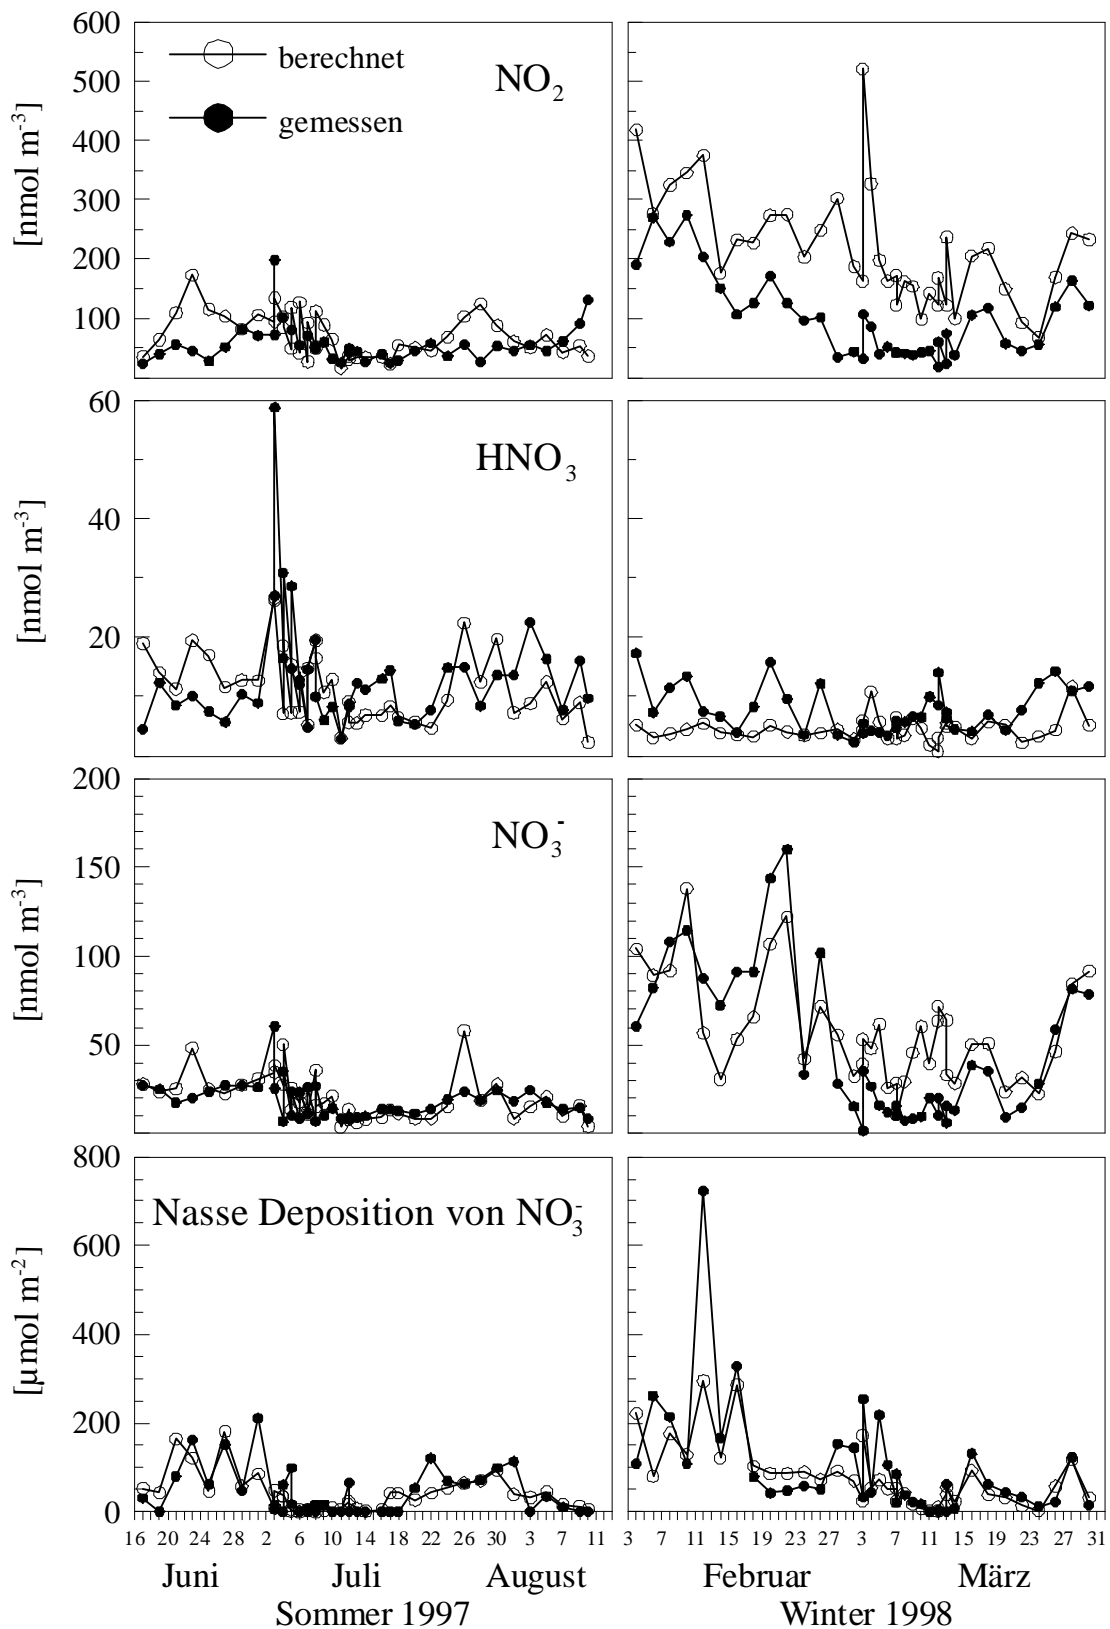 600
500
400
300
200
100
[nmol m⁻³]
berechnet
gemessen
NO₂
60
40
20
[nmol m⁻³]
HNO₃
200
150
100
50
[nmol m⁻³]
NO₃⁻
800
600
400
200
0
[µmol m⁻²]
Nasse Deposition von NO₃⁻
16 20 24 28 2 6 10 14 18 22 26 30 3 7 11
3 7 11 15 19 23 27 3 7 11 15 19 23 27 31
Juni Juli August
Februar März
Sommer 1997
Winter 1998